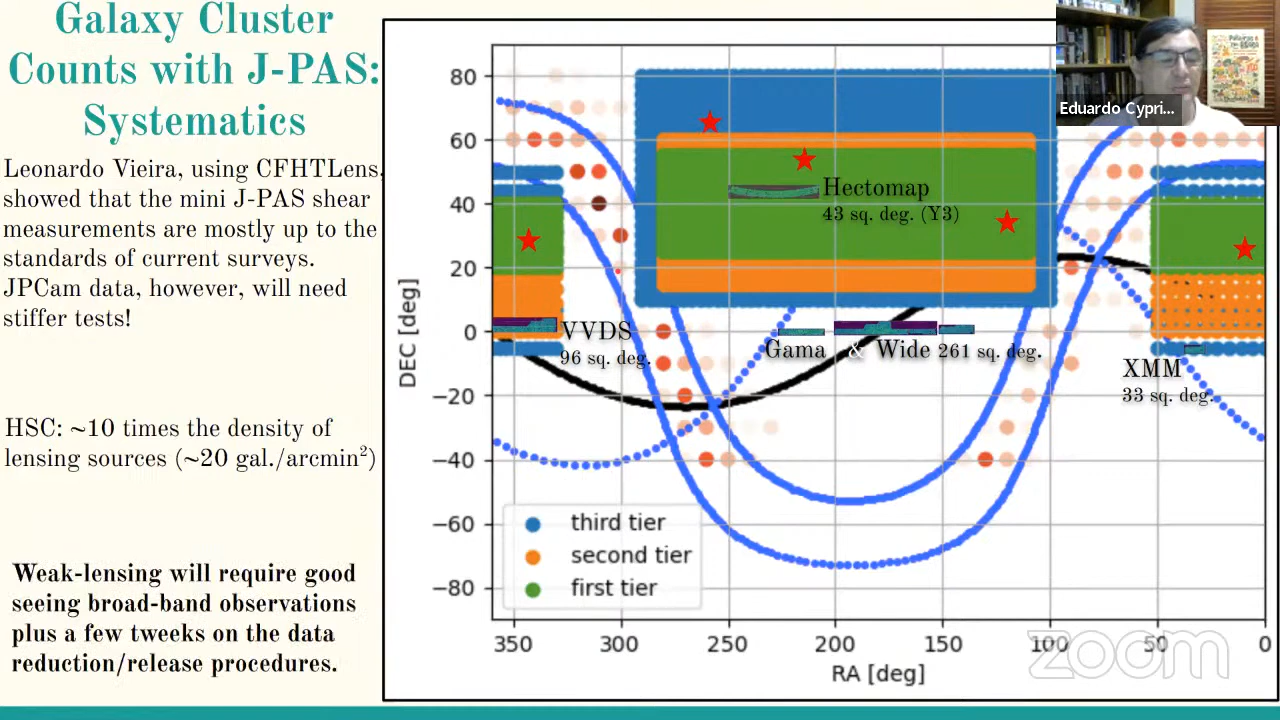 Galaxy Cluster
Counts with J-PAS:
Systematics
Leonardo Vieira, using CFHTLens,
showed that the mini J-PAS shear
measurements are mostly up to the
standards of current surveys.
JPCam data, however, will need
stiffer tests!
HSC: ~10 times the density of
lensing sources (~20 gal./arcmin²)
Weak-lensing will require good
seeing broad-band observations
plus a few tweeks on the data
reduction/release procedures.
Eduardo Cypri...
DEC [deg]
80
60
40
20
0
−20
−40
−60
−80
Hectomap
43 sq. deg. (Y3)
VVDS
96 sq. deg.
Gama & Wide 261 sq. deg.
XMM
33 sq. deg.
third tier
second tier
first tier
350 300 250 200 150 100 50 0
RA [deg]
zoom